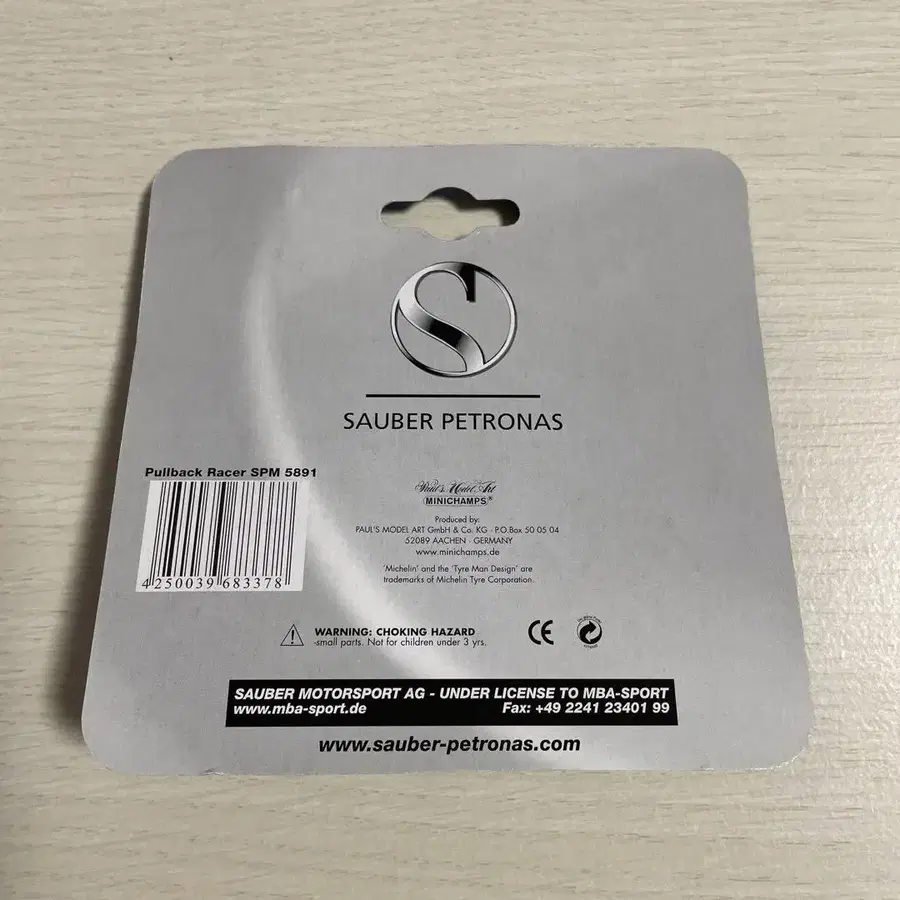 SAUBER PETRONAS
Pullback Racer SPM 5891
4 250039 683378
Paul's Model Art
MINICHAMPS®
Produced by:
PAUL'S MODEL ART GmbH & Co. KG · P.O.Box 50 05 04
52089 AACHEN · GERMANY
www.minichamps.de
'Michelin' and the 'Tyre Man Design' are
trademarks of Michelin Tyre Corporation.
WARNING: CHOKING HAZARD
-small parts. Not for children under 3 yrs.
CE
SAUBER MOTORSPORT AG - UNDER LICENSE TO MBA-SPORT
www.mba-sport.de Fax: +49 2241 23401 99
www.sauber-petronas.com